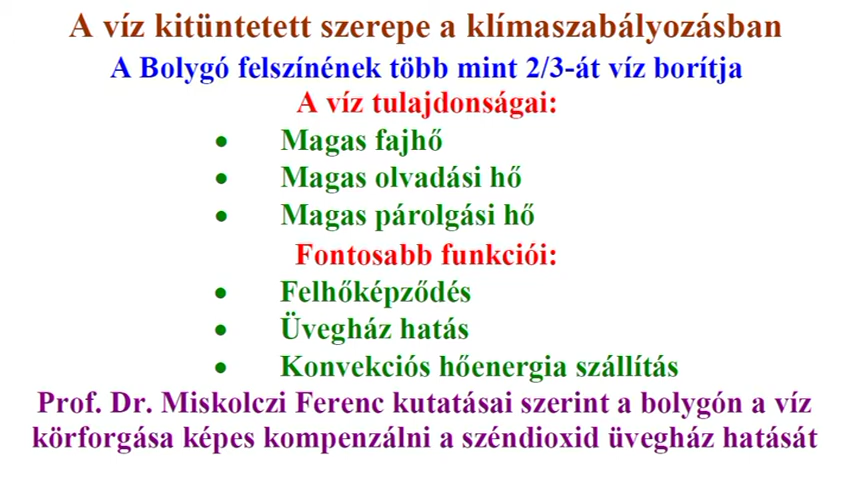 A víz kitüntetett szerepe a klímaszabályozásban
A Bolygó felszínének több mint 2/3-át víz borítja
A víz tulajdonságai:
• Magas fajhő
• Magas olvadási hő
• Magas párolgási hő
Fontosabb funkciói:
• Felhőképződés
• Üvegház hatás
• Konvekciós hőenergia szállítás
Prof. Dr. Miskolczi Ferenc kutatásai szerint a bolygón a víz
körforgása képes kompenzálni a széndioxid üvegház hatását